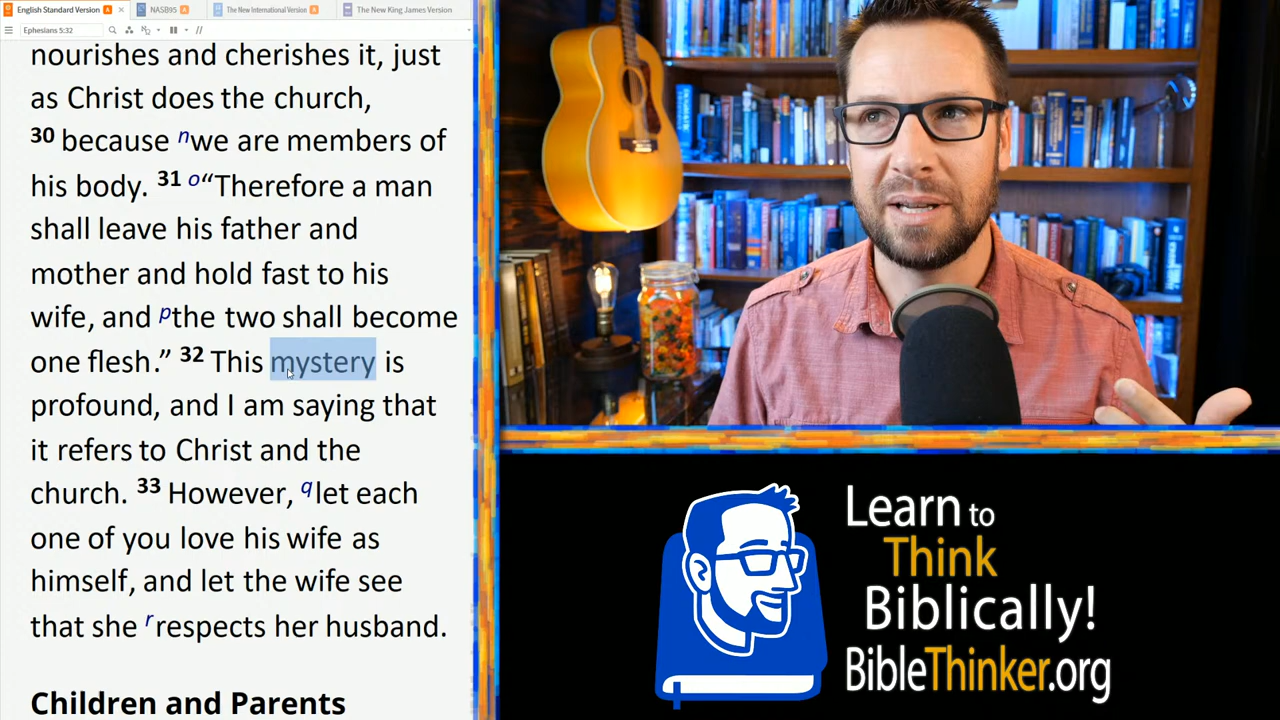 English Standard Version A
NASB95 A
The New International Version A
The New King James Version
Ephesians 5:32
nourishes and cherishes it, just
as Christ does the church,
30 because nwe are members of
his body. 31 o“Therefore a man
shall leave his father and
mother and hold fast to his
wife, and pthe two shall become
one flesh.” 32 This mystery is
profound, and I am saying that
it refers to Christ and the
church. 33 However, qlet each
one of you love his wife as
himself, and let the wife see
that she rrespects her husband.
Children and Parents
Learn to
Think
Biblically!
BibleThinker.org